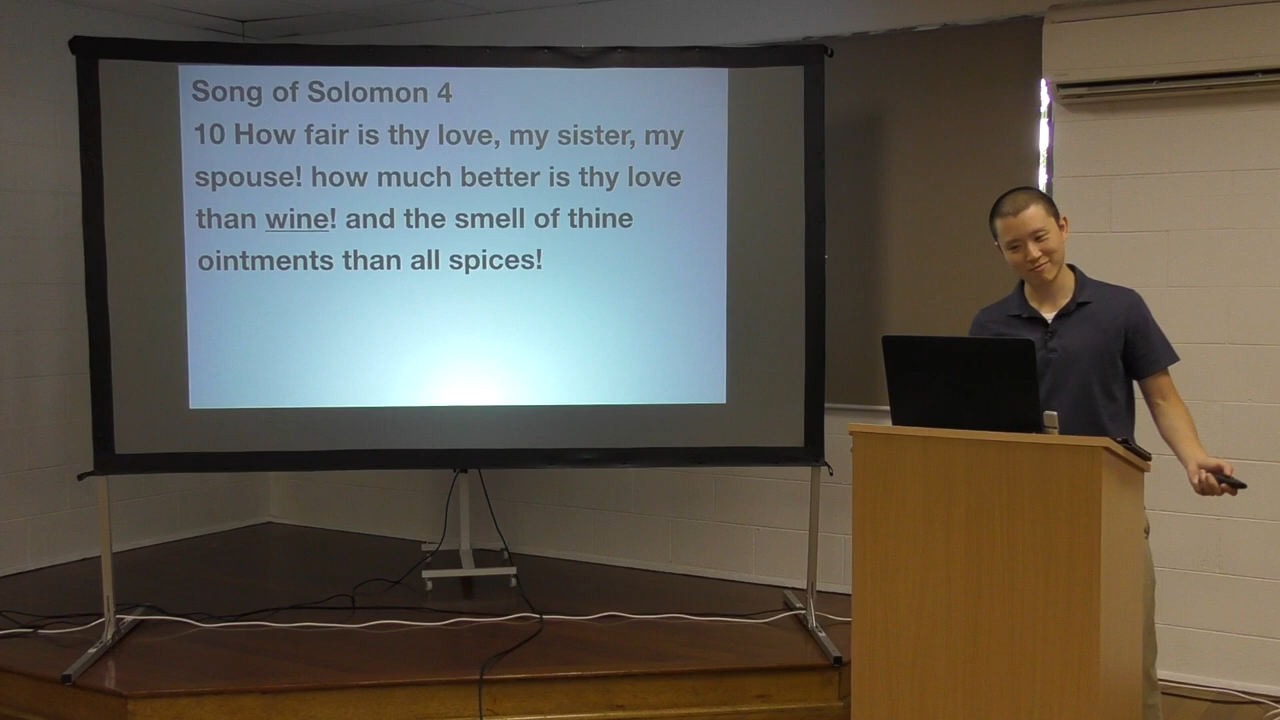 Song of Solomon 4
10 How fair is thy love, my sister, my
spouse! how much better is thy love
than wine! and the smell of thine
ointments than all spices!